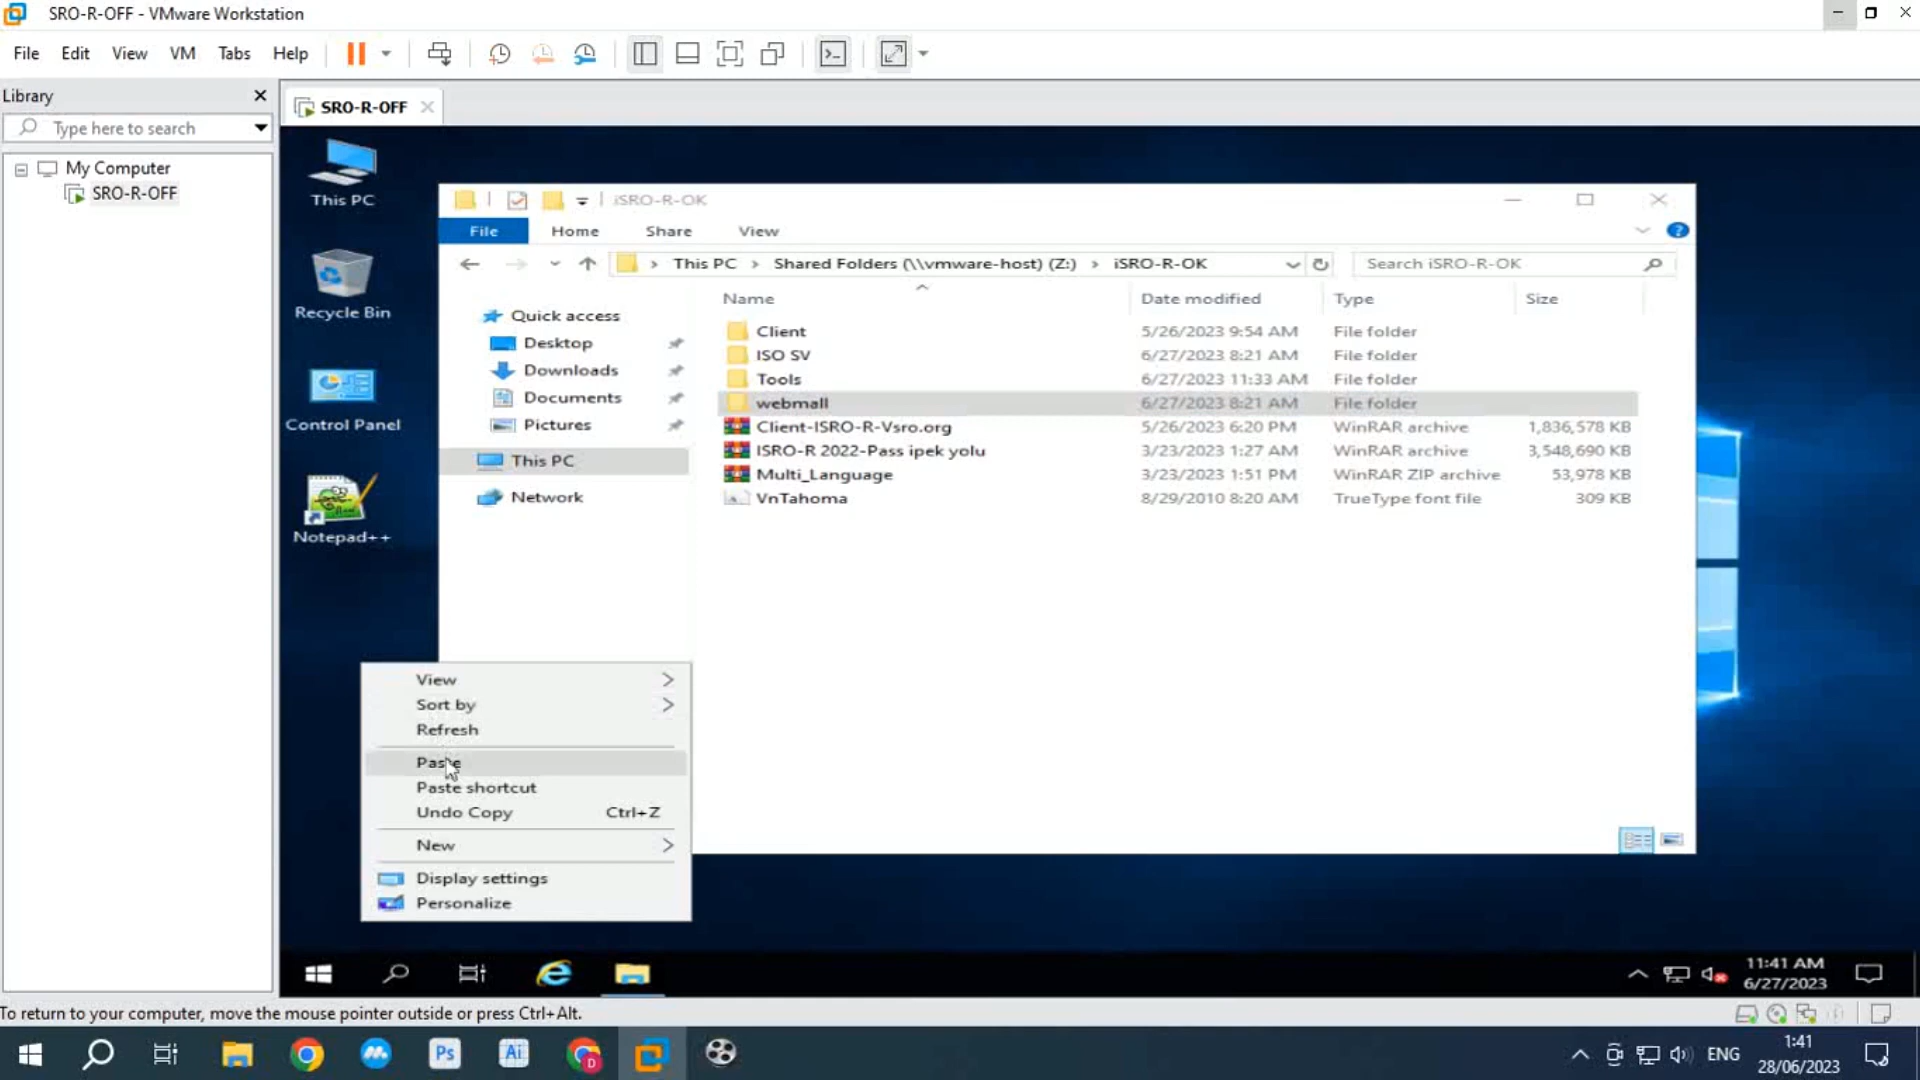 SRO-R-OFF - VMware Workstation
File Edit View VM Tabs Help
Library
Type here to search
My Computer
SRO-R-OFF
SRO-R-OFF
This PC
Recycle Bin
Control Panel
Notepad++
iSRO-R-OK
File Home Share View
This PC Shared Folders (\\vmware-host) (Z:) iSRO-R-OK
Search iSRO-R-OK
Quick access
Desktop
Downloads
Documents
Pictures
This PC
Network
Name Date modified Type Size
Client 5/26/2023 9:54 AM File folder
ISO SV 6/27/2023 8:21 AM File folder
Tools 6/27/2023 11:33 AM File folder
webmall 6/27/2023 8:21 AM File folder
Client-ISRO-R-Vsro.org 5/26/2023 6:20 PM WinRAR archive 1,836,578 KB
ISRO-R 2022-Pass ipek yolu 3/23/2023 1:27 AM WinRAR archive 3,548,690 KB
Multi_Language 3/23/2023 1:51 PM WinRAR ZIP archive 53,978 KB
VnTahoma 8/29/2010 8:20 AM TrueType font file 309 KB
View
Sort by
Refresh
Paste
Paste shortcut
Undo Copy Ctrl+Z
New
Display settings
Personalize
11:41 AM
6/27/2023
To return to your computer, move the mouse pointer outside or press Ctrl+Alt.
Ps
Ai
D
ENG
1:41
28/06/2023